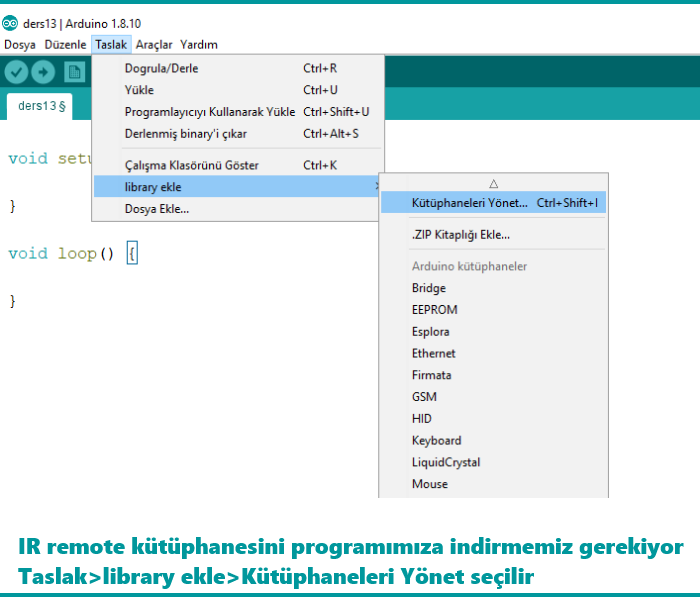 ders13 | Arduino 1.8.10
Dosya Düzenle Taslak Araçlar Yardım
Dogrula/Derle Ctrl+R
Yükle Ctrl+U
Programlayıcıyı Kullanarak Yükle Ctrl+Shift+U
Derlenmiş binary'i çıkar Ctrl+Alt+S
Çalışma Klasörünü Göster Ctrl+K
library ekle
Dosya Ekle...
Kütüphaneleri Yönet... Ctrl+Shift+I
.ZIP Kitaplığı Ekle...
Arduino kütüphaneler
Bridge
EEPROM
Esplora
Ethernet
Firmata
GSM
HID
Keyboard
LiquidCrystal
Mouse
ders13 §
void setu
}
void loop() {
}
IR remote kütüphanesini programımıza indirmemiz gerekiyor
Taslak>library ekle>Kütüphaneleri Yönet seçilir